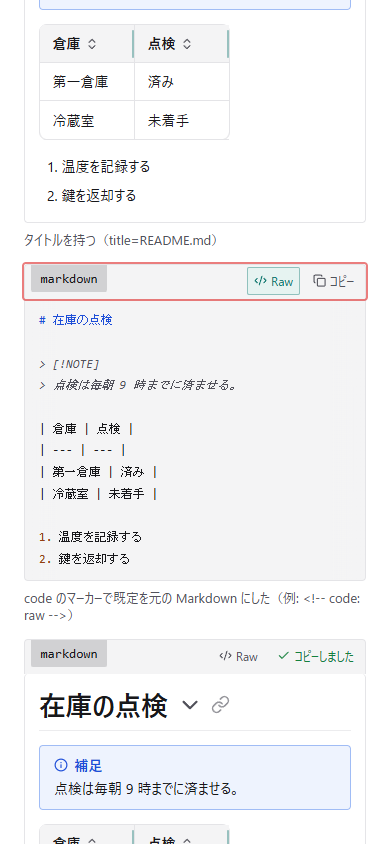 倉庫 点検
第一倉庫 済み
冷蔵室 未着手
1. 温度を記録する
2. 鍵を返却する
タイトルを持つ（title=README.md）
markdown </> Raw コピー
# 在庫の点検
> [!NOTE]
> 点検は毎朝 9 時までに済ませる。
| 倉庫 | 点検 |
| --- | --- |
| 第一倉庫 | 済み |
| 冷蔵室 | 未着手 |
1. 温度を記録する
2. 鍵を返却する
code のマーカーで既定を元の Markdown にした（例: <!-- code:
raw -->）
markdown </> Raw コピーしました
在庫の点検
補足
点検は毎朝 9 時までに済ませる。
倉庫 点検